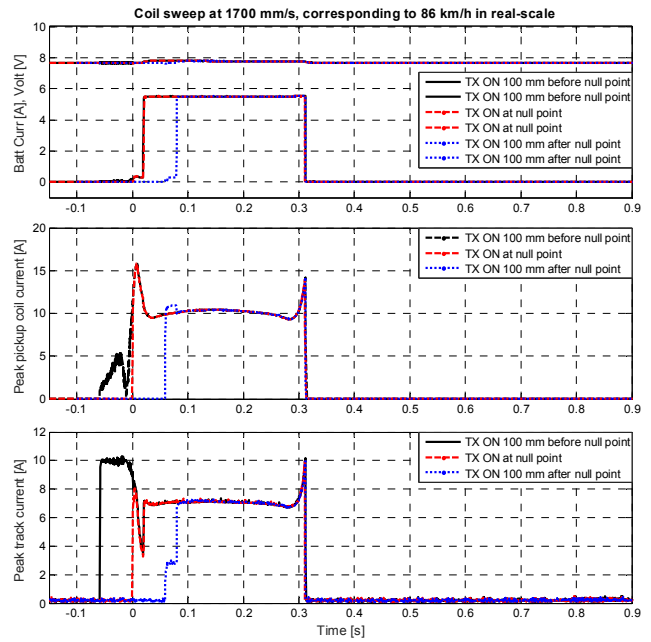 Coil sweep at 1700 mm/s, corresponding to 86 km/h in real-scale
Batt Curr [A], Volt [V]
10
8
6
4
2
0
TX ON 100 mm before null point
TX ON 100 mm before null point
TX ON at null point
TX ON at null point
TX ON 100 mm after null point
TX ON 100 mm after null point
-0.1 0 0.1 0.2 0.3 0.4 0.5 0.6 0.7 0.8 0.9
Peak pickup coil current [A]
20
15
10
5
0
TX ON 100 mm before null point
TX ON at null point
TX ON 100 mm after null point
-0.1 0 0.1 0.2 0.3 0.4 0.5 0.6 0.7 0.8 0.9
Peak track current [A]
12
10
8
6
4
2
0
TX ON 100 mm before null point
TX ON at null point
TX ON 100 mm after null point
-0.1 0 0.1 0.2 0.3 0.4 0.5 0.6 0.7 0.8 0.9
Time [s]